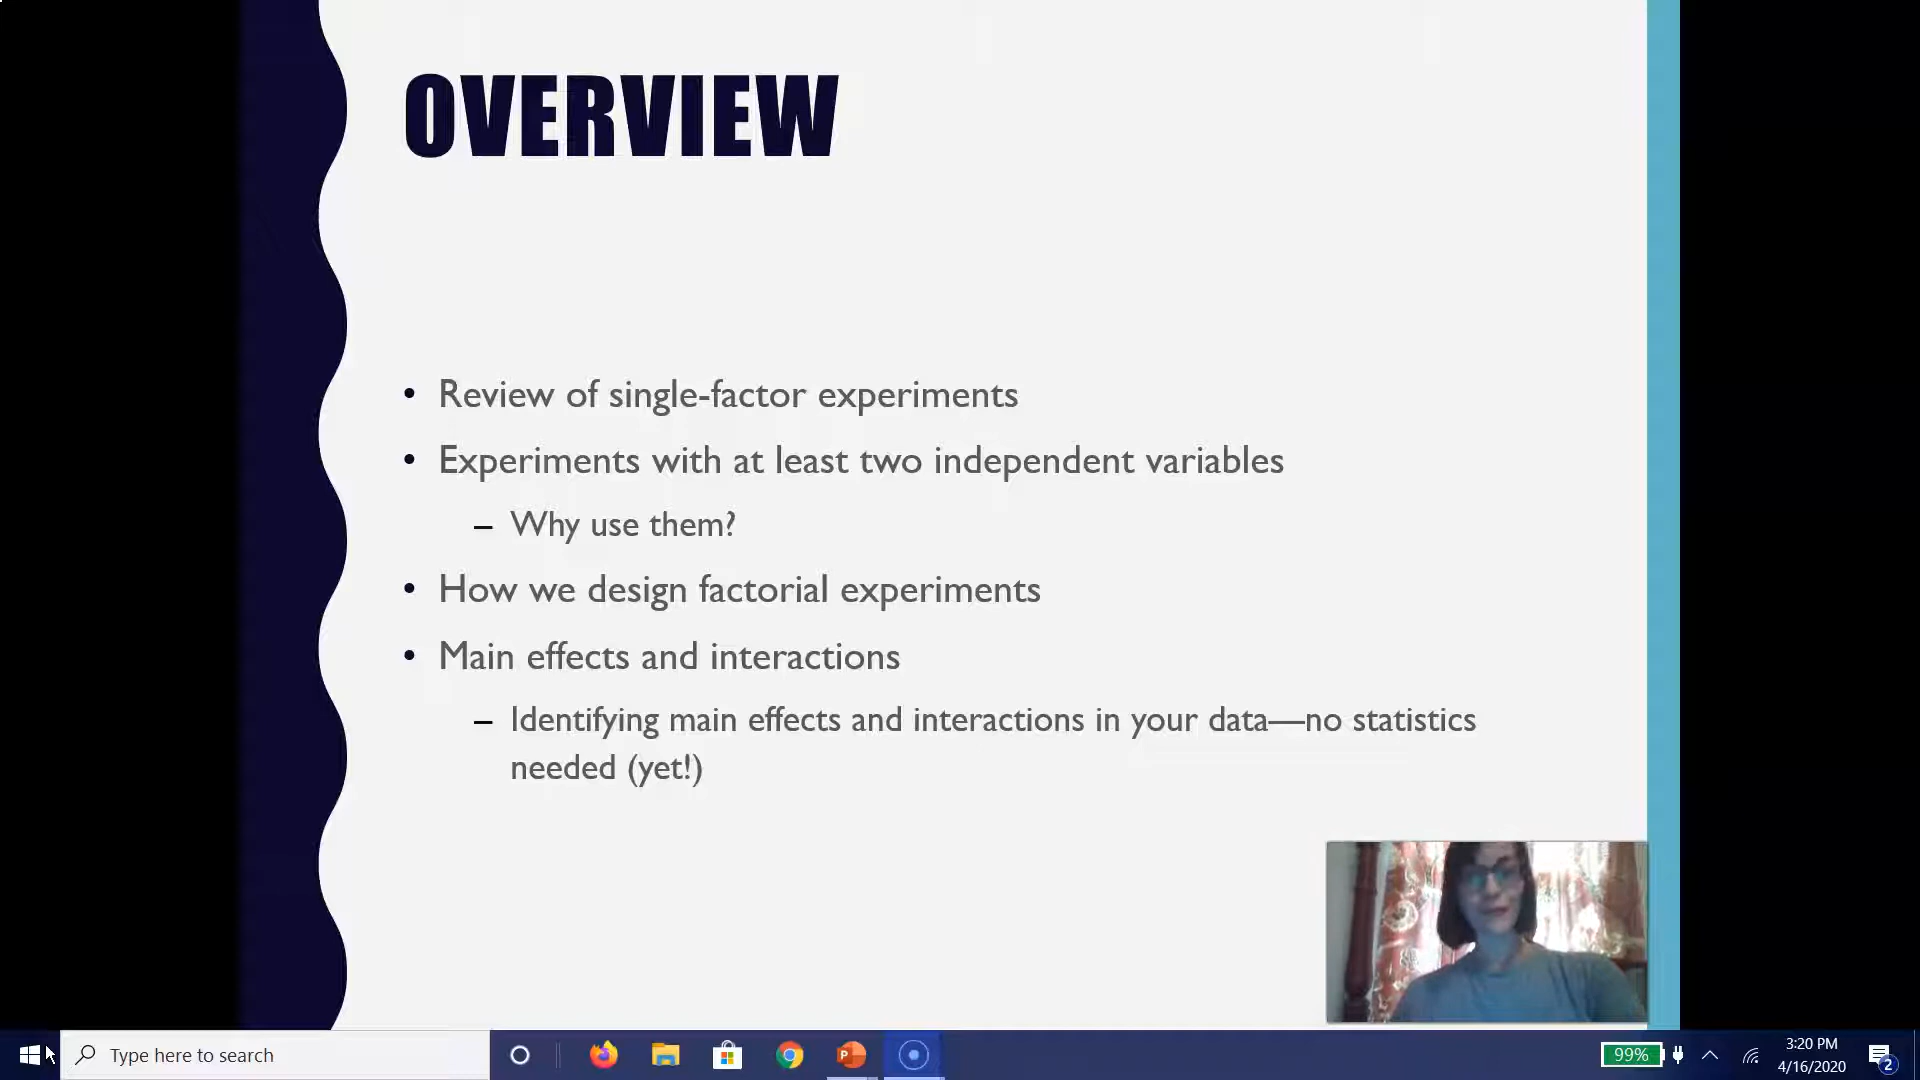 OVERVIEW
• Review of single-factor experiments
• Experiments with at least two independent variables
– Why use them?
• How we design factorial experiments
• Main effects and interactions
– Identifying main effects and interactions in your data—no statistics
needed (yet!)
Type here to search
P
99%
3:20 PM
4/16/2020
2